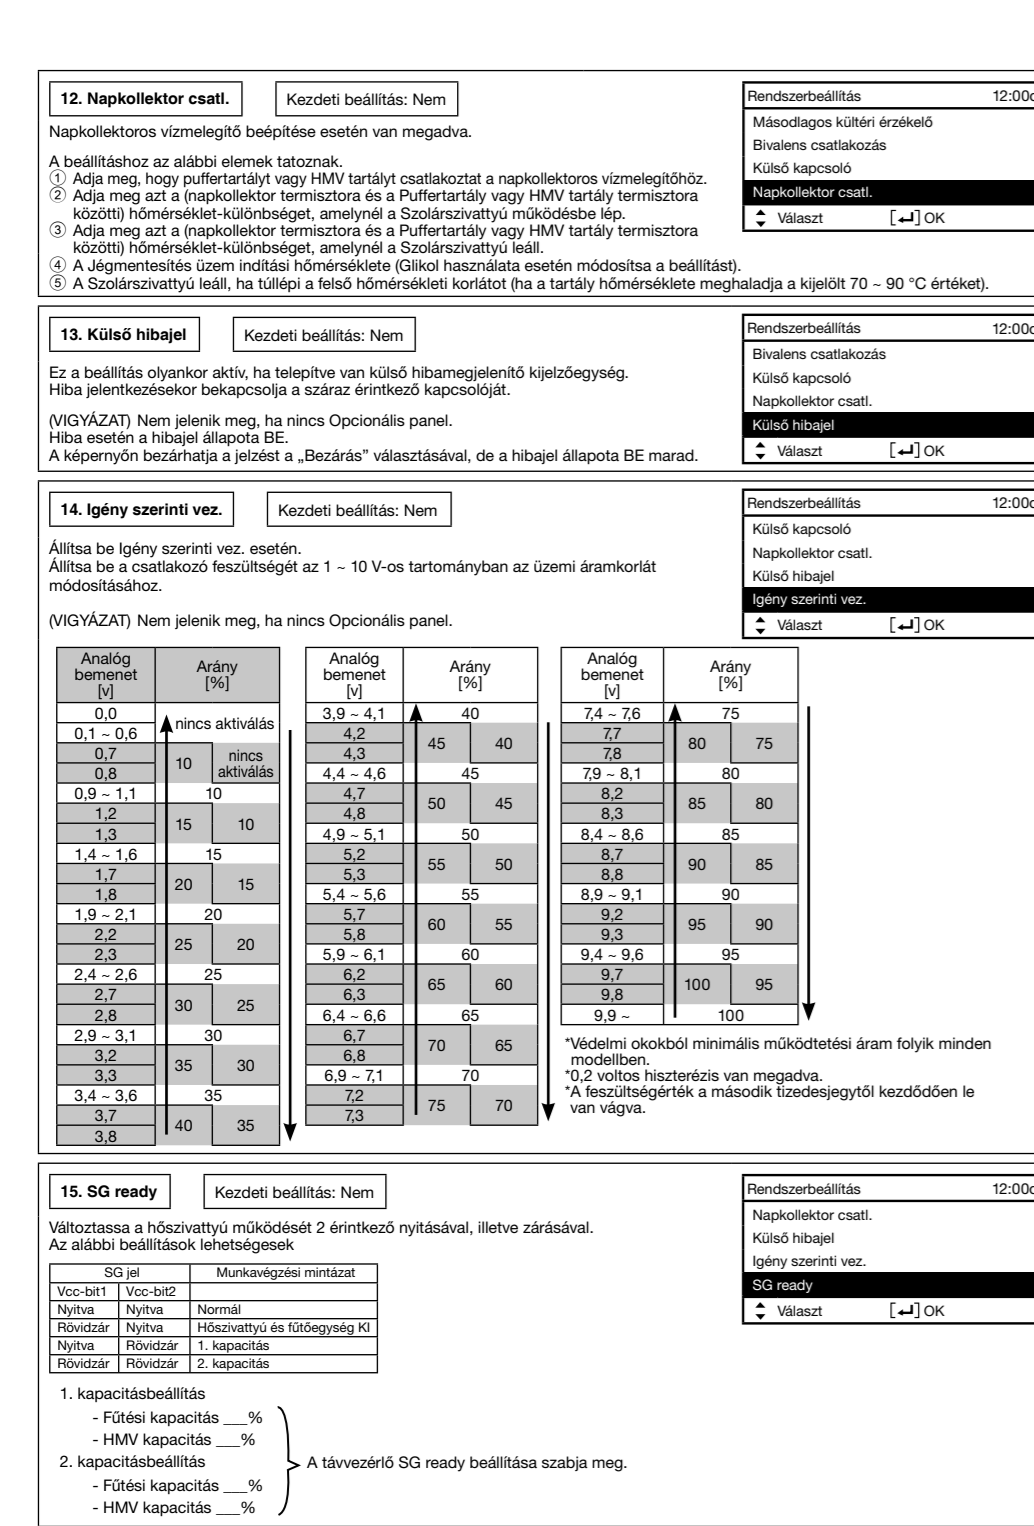 12. Napkollektor csatl.
Kezdeti beállítás: Nem
Napkollektoros vízmelegítő beépítése esetén van megadva.
A beállításhoz az alábbi elemek tatoznak.
① Adja meg, hogy puffertartályt vagy HMV tartályt csatlakoztat a napkollektoros vízmelegítőhöz.
② Adja meg azt a (napkollektor termisztora és a Puffertartály vagy HMV tartály termisztora
közötti) hőmérséklet-különbséget, amelynél a Szolárszivattyú működésbe lép.
③ Adja meg azt a (napkollektor termisztora és a Puffertartály vagy HMV tartály termisztora
közötti) hőmérséklet-különbséget, amelynél a Szolárszivattyú leáll.
④ A Jégmentesítés üzem indítási hőmérséklete (Glikol használata esetén módosítsa a beállítást).
⑤ A Szolárszivattyú leáll, ha túllépi a felső hőmérsékleti korlátot (ha a tartály hőmérséklete meghaladja a kijelölt 70 ~ 90 °C értéket).
Rendszerbeállítás 12:00
Másodlagos kültéri érzékelő
Bivalens csatlakozás
Külső kapcsoló
Napkollektor csatl.
Választ [↵] OK
13. Külső hibajel
Kezdeti beállítás: Nem
Ez a beállítás olyankor aktív, ha telepítve van külső hibamegjelenítő kijelzőegység.
Hiba jelentkezésekor bekapcsolja a száraz érintkező kapcsolóját.
(VIGYÁZAT) Nem jelenik meg, ha nincs Opcionális panel.
Hiba esetén a hibajel állapota BE.
A képernyőn bezárhatja a jelzést a „Bezárás” választásával, de a hibajel állapota BE marad.
Rendszerbeállítás 12:00
Bivalens csatlakozás
Külső kapcsoló
Napkollektor csatl.
Külső hibajel
Választ [↵] OK
14. Igény szerinti vez.
Kezdeti beállítás: Nem
Állítsa be Igény szerinti vez. esetén.
Állítsa be a csatlakozó feszültségét az 1 ~ 10 V-os tartományban az üzemi áramkorlát
módosításához.
(VIGYÁZAT) Nem jelenik meg, ha nincs Opcionális panel.
Rendszerbeállítás 12:00
Külső kapcsoló
Napkollektor csatl.
Külső hibajel
Igény szerinti vez.
Választ [↵] OK
Analóg
bemenet
[v]
Arány
[%]
0,0
nincs aktiválás
0,1 ~ 0,6
0,7
10
nincs
aktiválás
0,8
0,9 ~ 1,1 10
1,2
15 10
1,3
1,4 ~ 1,6 15
1,7
20 15
1,8
1,9 ~ 2,1 20
2,2
25 20
2,3
2,4 ~ 2,6 25
2,7
30 25
2,8
2,9 ~ 3,1 30
3,2
35 30
3,3
3,4 ~ 3,6 35
3,7
40 35
3,8
Analóg
bemenet
[v]
Arány
[%]
3,9 ~ 4,1 40
4,2
45 40
4,3
4,4 ~ 4,6 45
4,7
50 45
4,8
4,9 ~ 5,1 50
5,2
55 50
5,3
5,4 ~ 5,6 55
5,7
60 55
5,8
5,9 ~ 6,1 60
6,2
65 60
6,3
6,4 ~ 6,6 65
6,7
70 65
6,8
6,9 ~ 7,1 70
7,2
75 70
7,3
Analóg
bemenet
[v]
Arány
[%]
7,4 ~ 7,6 75
7,7
80 75
7,8
7,9 ~ 8,1 80
8,2
85 80
8,3
8,4 ~ 8,6 85
8,7
90 85
8,8
8,9 ~ 9,1 90
9,2
95 90
9,3
9,4 ~ 9,6 95
9,7
100 95
9,8
9,9 ~ 100
*Védelmi okokból minimális működtetési áram folyik minden
modellben.
*0,2 voltos hiszterézis van megadva.
*A feszültségérték a második tizedesjegytől kezdődően le
van vágva.
15. SG ready
Kezdeti beállítás: Nem
Változtassa a hőszivattyú működését 2 érintkező nyitásával, illetve zárásával.
Az alábbi beállítások lehetségesek
SG jel Munkavégzési mintázat
Vcc-bit1 Vcc-bit2
Nyitva Nyitva Normál
Rövidzár Nyitva Hőszivattyú és fűtőegység KI
Nyitva Rövidzár 1. kapacitás
Rövidzár Rövidzár 2. kapacitás
Rendszerbeállítás 12:00
Napkollektor csatl.
Külső hibajel
Igény szerinti vez.
SG ready
Választ [↵] OK
1. kapacitásbeállítás
- Fűtési kapacitás ___%
- HMV kapacitás ___%
2. kapacitásbeállítás
- Fűtési kapacitás ___%
- HMV kapacitás ___%
A távvezérlő SG ready beállítása szabja meg.